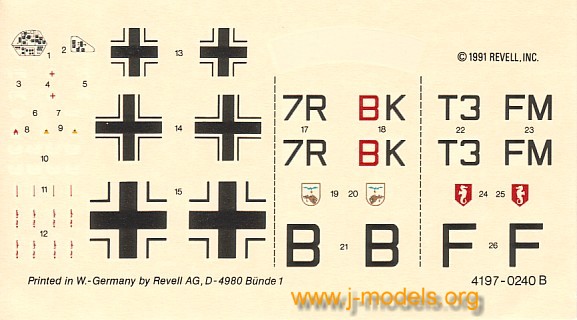 © 1991 REVELL, INC.
1 2 13
3 4 5
7R BK T3 FM
17 18 22 23
8 9 14
7R BK T3 FM
10
11 15 19 20 24 25
12
B 21 B F 26 F
Printed in W.-Germany by Revell AG, D-4980 Bünde 1
4197-0240 B
www.j-models.org